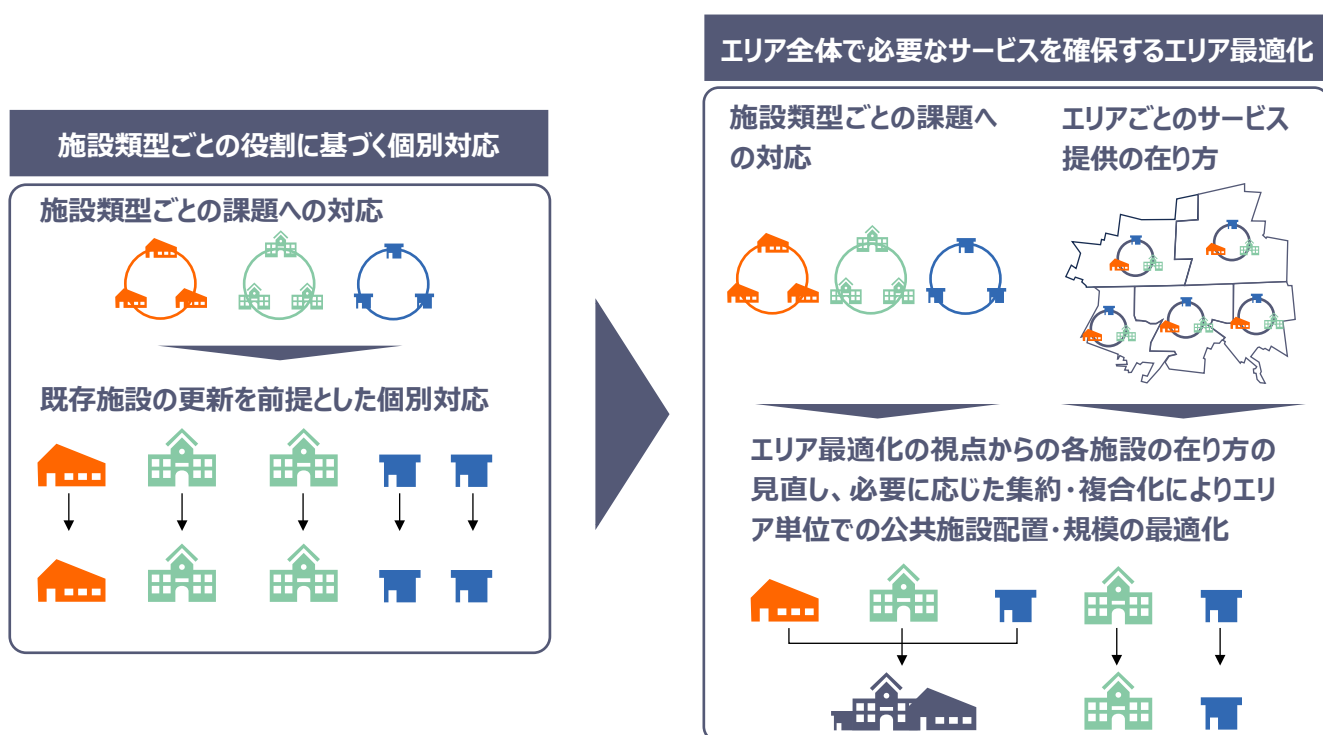 施設類型ごとの役割に基づく個別対応
施設類型ごとの課題への対応
既存施設の更新を前提とした個別対応
エリア全体で必要なサービスを確保するエリア最適化
施設類型ごとの課題へ
の対応
エリアごとのサービス
提供の在り方
エリア最適化の視点からの各施設の在り方の
見直し、必要に応じた集約・複合化によりエリ
ア単位での公共施設配置・規模の最適化